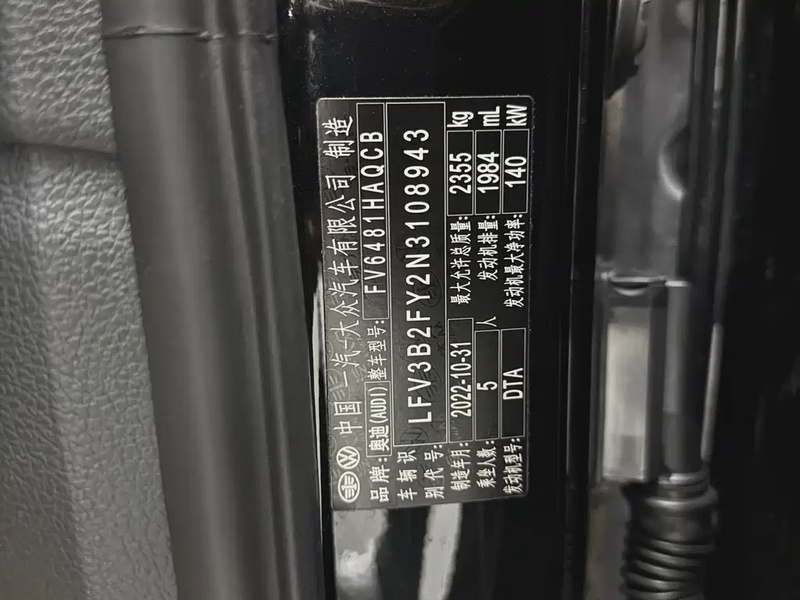 中国 一汽-大众汽车有限公司 制造
品牌: 奥迪(AUDI) 整车型号: FV6481HAQCB
车辆识别代号: LFV3B2FY2N3108943
制造年月: 2022-10-31 最大允许总质量: 2355 kg
乘坐人数: 5 人 发动机排量: 1984 mL
发动机型号: DTA 发动机最大净功率: 140 kW